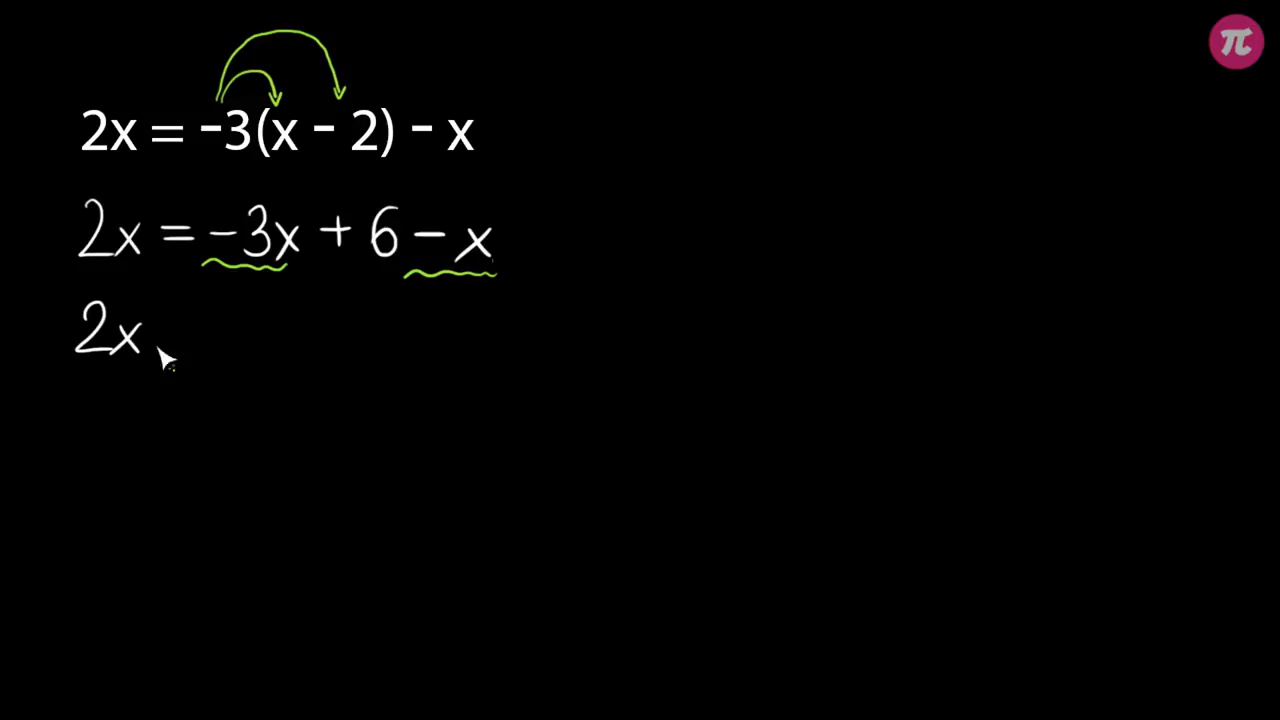 π
2x = -3(x - 2) - x
2x = -3x + 6 - x
2x